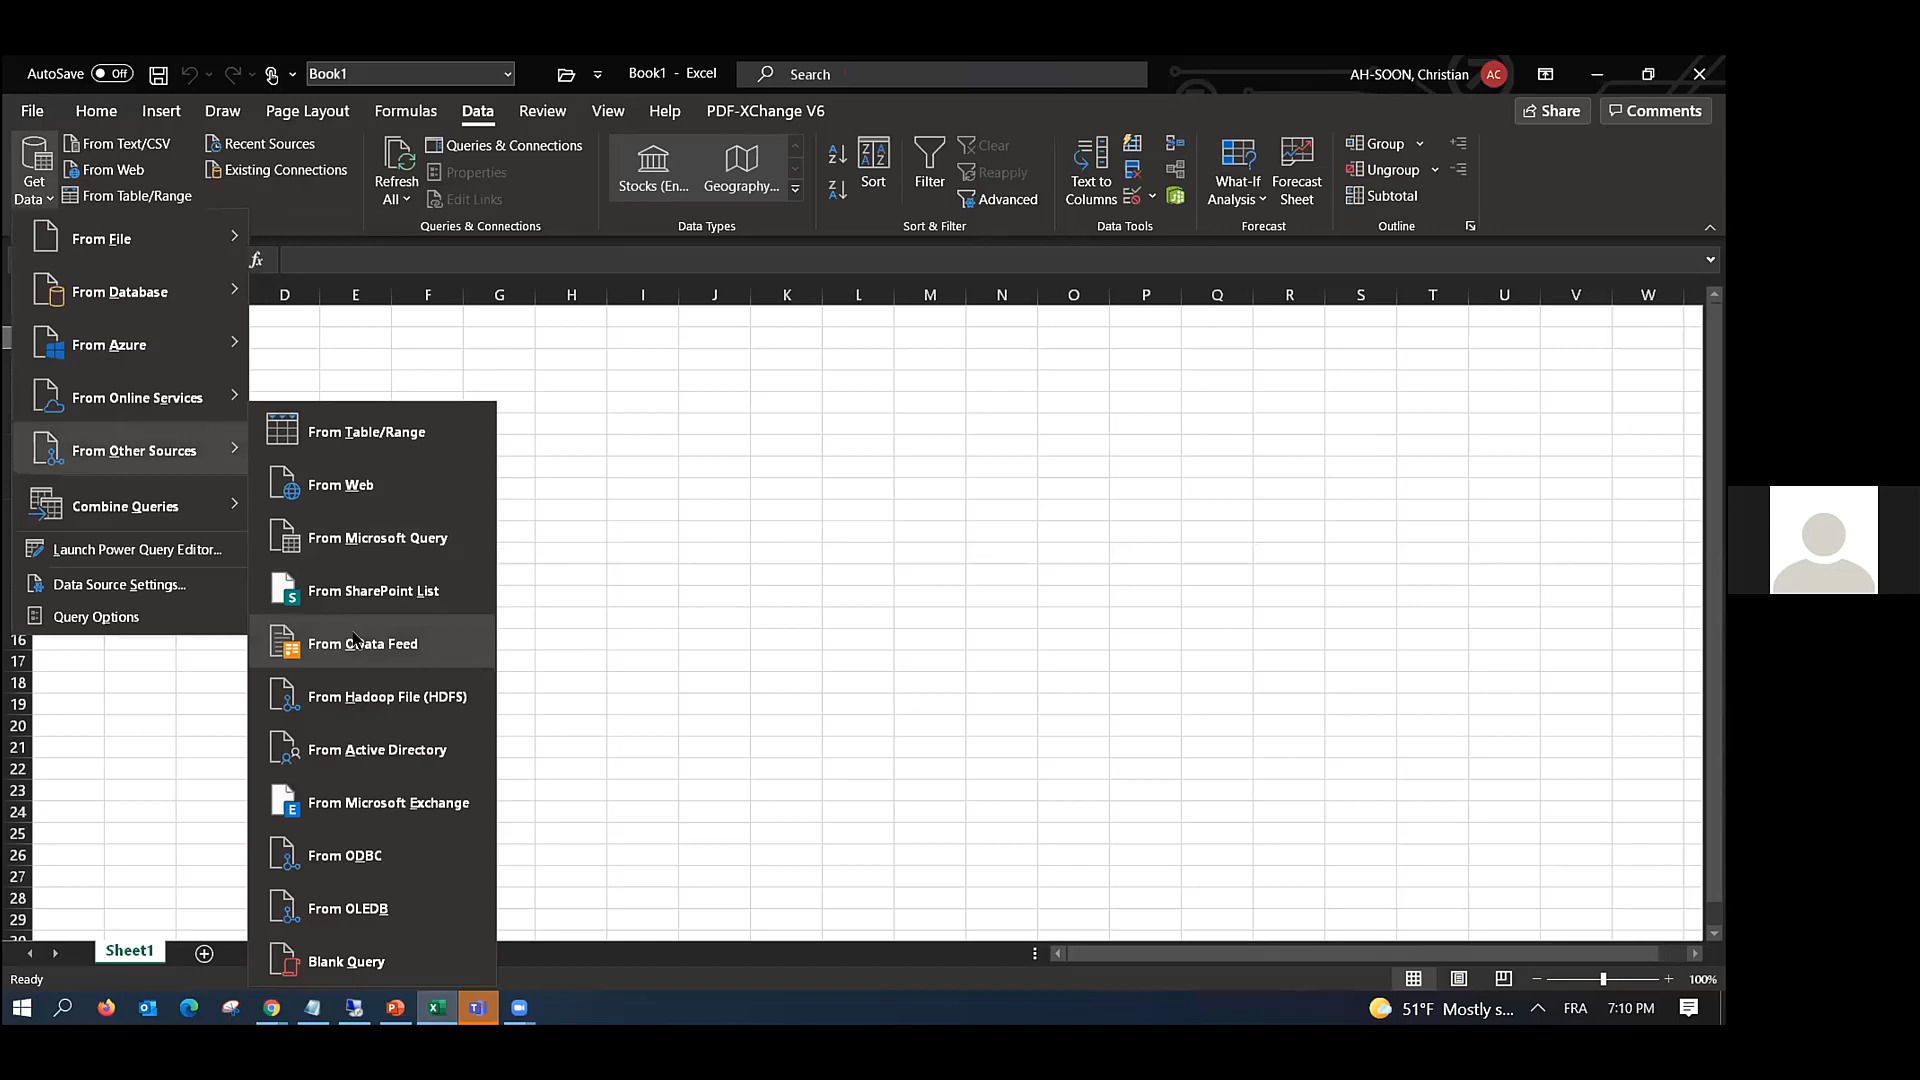 AutoSave Off Book1 Book1 - Excel Search AH-SOON, Christian AC
File Home Insert Draw Page Layout Formulas Data Review View Help PDF-XChange V6 Share Comments
Get Data
From Text/CSV
From Web
From Table/Range
Recent Sources
Existing Connections
Refresh All
Queries & Connections
Properties
Edit Links
Queries & Connections
Stocks (En...
Geography...
Data Types
Sort
Filter
Clear
Reapply
Advanced
Sort & Filter
Text to
Columns
Data Tools
What-If
Analysis
Forecast
Sheet
Forecast
Group
Ungroup
Subtotal
Outline
fx
D E F G H I J K L M N O P Q R S T U V W
From File
From Database
From Azure
From Online Services
From Other Sources
Combine Queries
Launch Power Query Editor...
Data Source Settings...
Query Options
From Table/Range
From Web
From Microsoft Query
From SharePoint List
From OData Feed
From Hadoop File (HDFS)
From Active Directory
From Microsoft Exchange
From ODBC
From OLEDB
Blank Query
16
17
18
19
20
21
22
23
24
25
26
27
28
29
Sheet1
Ready 100%
51°F Mostly s... FRA 7:10 PM